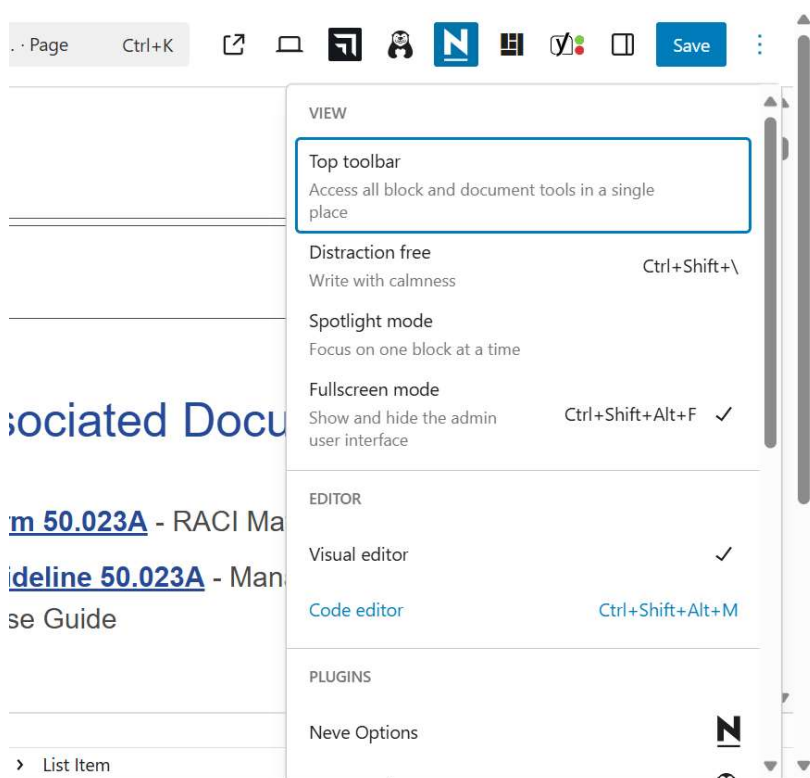 . · Page Ctrl+K Save
VIEW
Top toolbar
Access all block and document tools in a single
place
Distraction free
Ctrl+Shift+\
Write with calmness
Spotlight mode
Focus on one block at a time
Fullscreen mode
Show and hide the admin
user interface
Ctrl+Shift+Alt+F
EDITOR
Visual editor
Code editor Ctrl+Shift+Alt+M
PLUGINS
Neve Options
sociated Docu
rm 50.023A - RACI Ma
ideline 50.023A - Man
se Guide
List Item